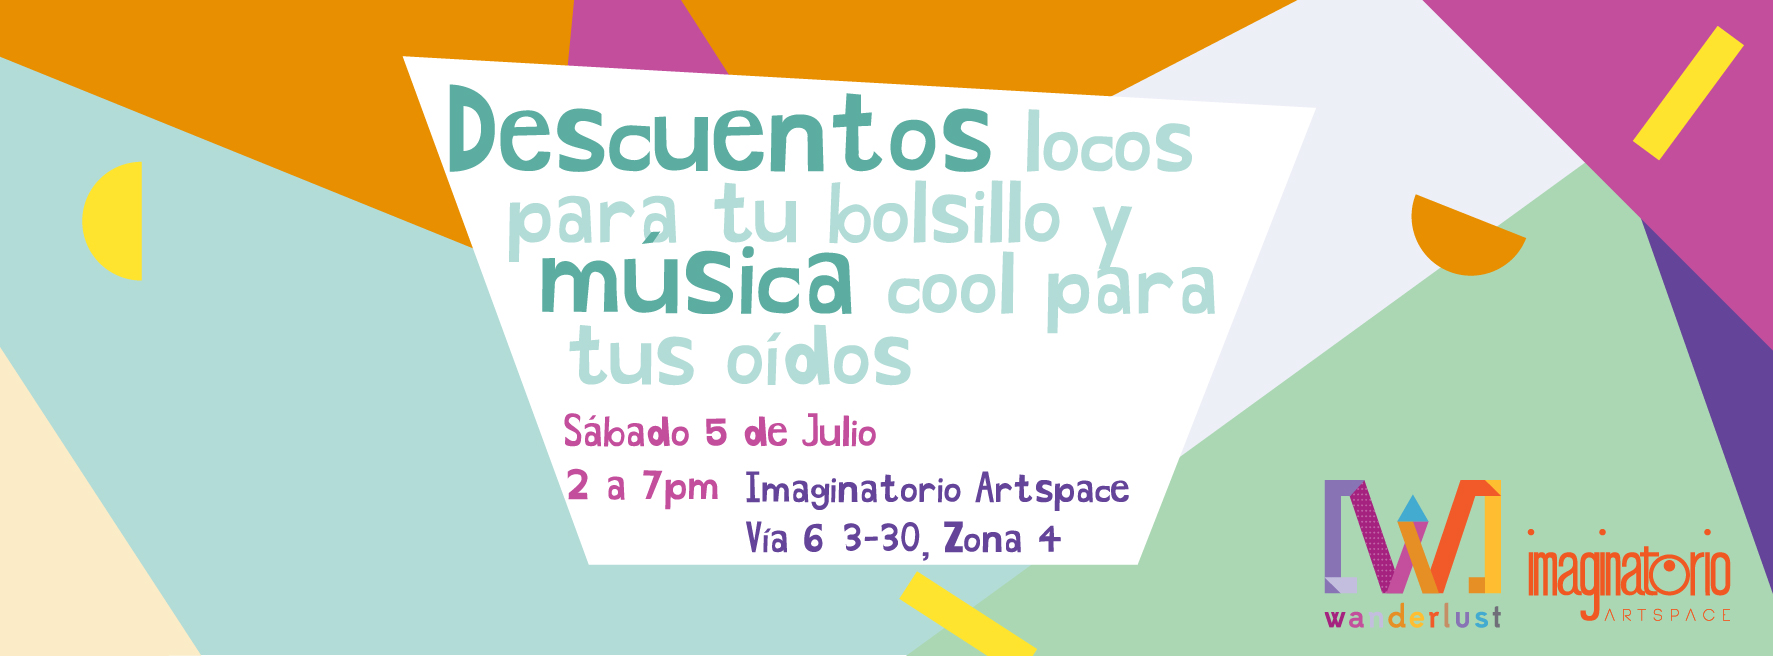 Descuentos locos
para tu bolsillo y
música cool para
tus oídos
Sábado 5 de Julio
2 a 7pm
Imaginatorio Artspace
Vía 6 3-30, Zona 4
W
wanderlust
imaginatorio
ARTSPACE